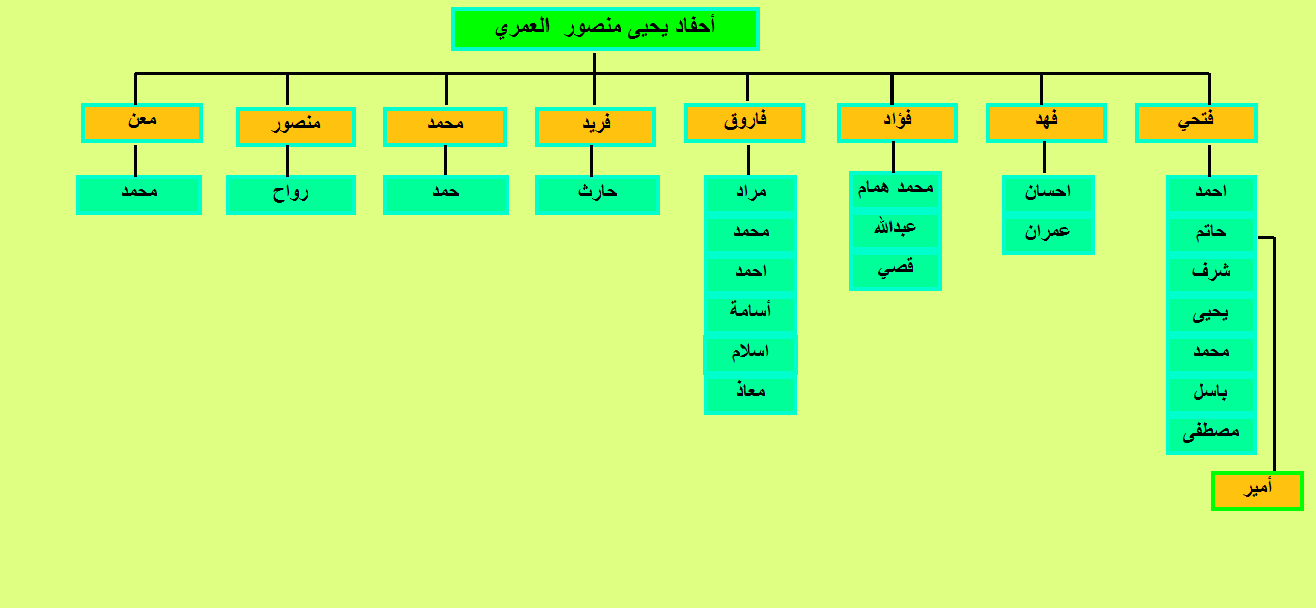 أحفاد يحيى منصور العمري
فتحي
فهد
فؤاد
فاروق
فريد
محمد
منصور
معن
احمد
حاتم
شرف
يحيى
محمد
باسل
مصطفى
أمير
احسان
عمران
محمد همام
عبدالله
قصي
مراد
محمد
احمد
أسامة
اسلام
معاذ
حارث
حمد
رواح
محمد